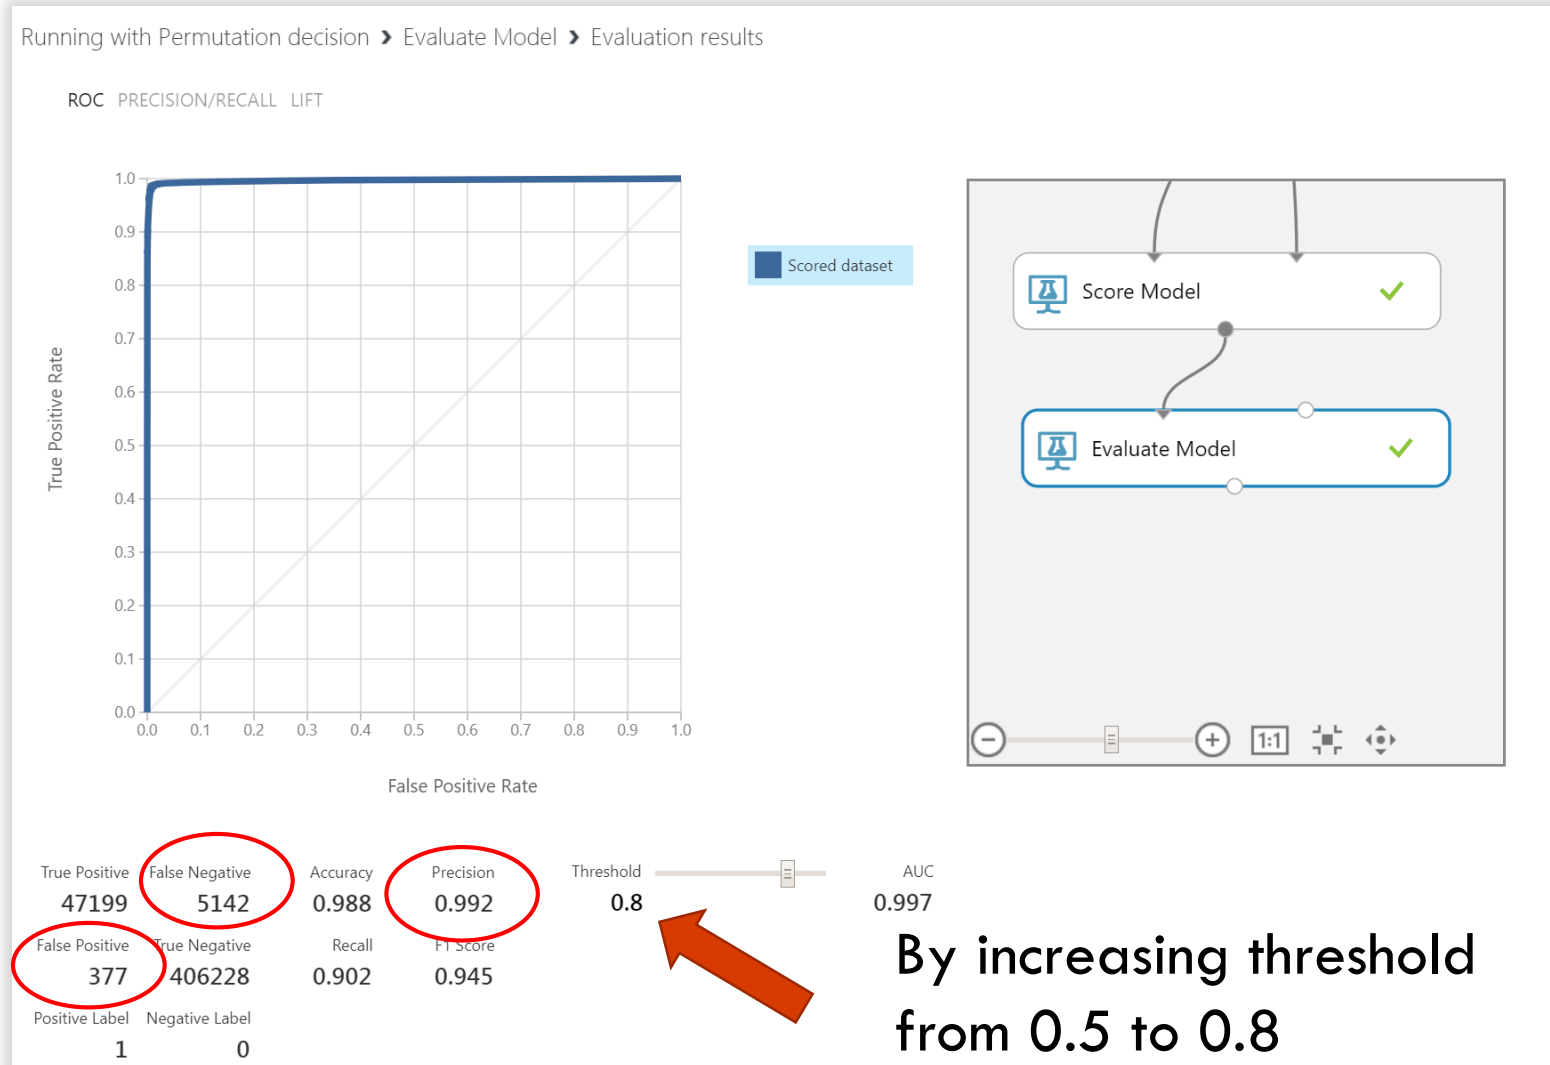 Running with Permutation decision > Evaluate Model > Evaluation results
ROC PRECISION/RECALL LIFT
1.0
0.9
0.8
0.7
0.6
0.5
0.4
0.3
0.2
0.1
0.0
True Positive Rate
0.0 0.1 0.2 0.3 0.4 0.5 0.6 0.7 0.8 0.9 1.0
False Positive Rate
Scored dataset
Score Model
Evaluate Model
1:1
True Positive False Negative Accuracy Precision Threshold AUC
47199 5142 0.988 0.992 0.8 0.997
False Positive True Negative Recall F1 Score
377 406228 0.902 0.945
Positive Label Negative Label
1 0
By increasing threshold
from 0.5 to 0.8